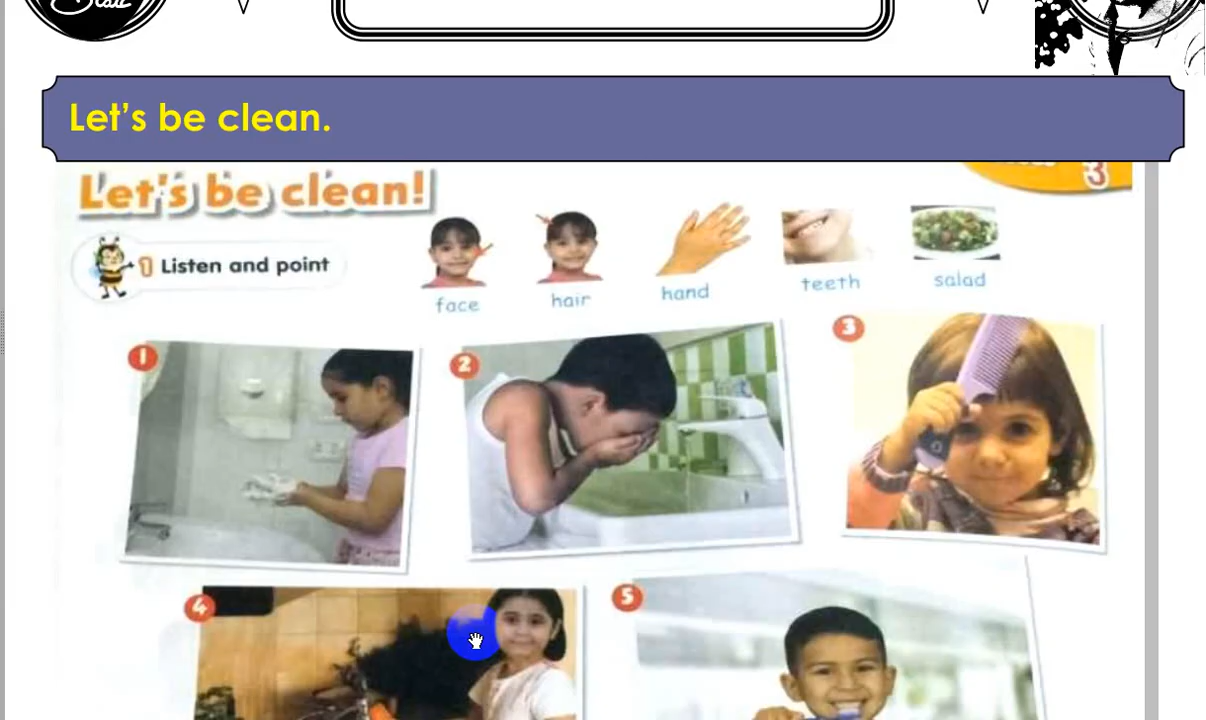 Let's be clean.
3
Let's be clean!
1 Listen and point
face
hair
hand
teeth
salad
1
2
3
4
5